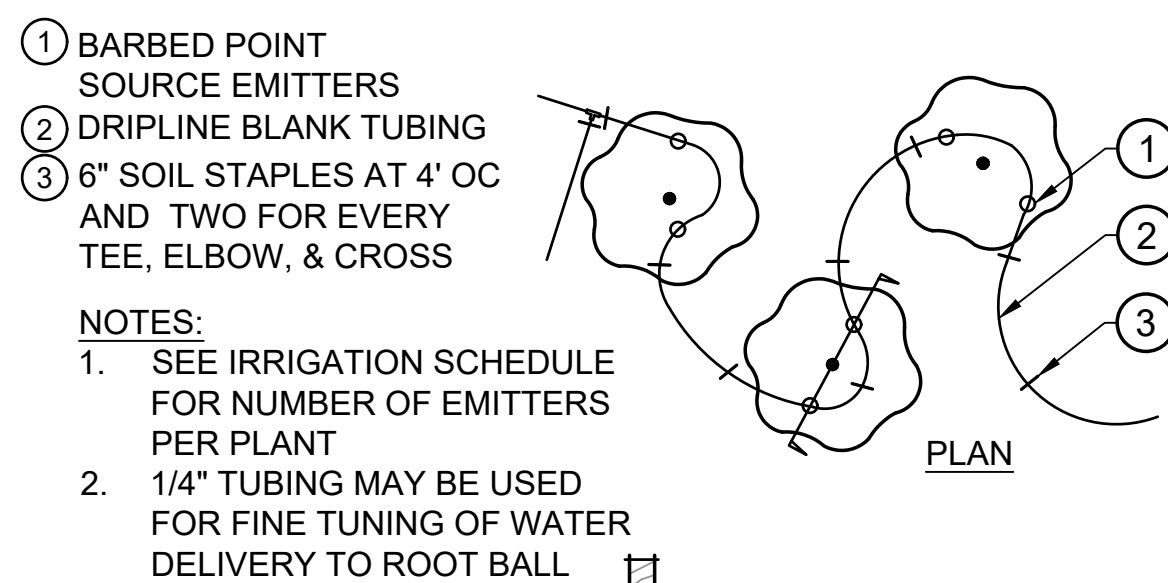 1 BARBED POINT
SOURCE EMITTERS
2 DRIPLINE BLANK TUBING
3 6" SOIL STAPLES AT 4' OC
AND TWO FOR EVERY
TEE, ELBOW, & CROSS
NOTES:
1. SEE IRRIGATION SCHEDULE
FOR NUMBER OF EMITTERS
PER PLANT
2. 1/4" TUBING MAY BE USED
FOR FINE TUNING OF WATER
DELIVERY TO ROOT BALL
1
2
3
PLAN